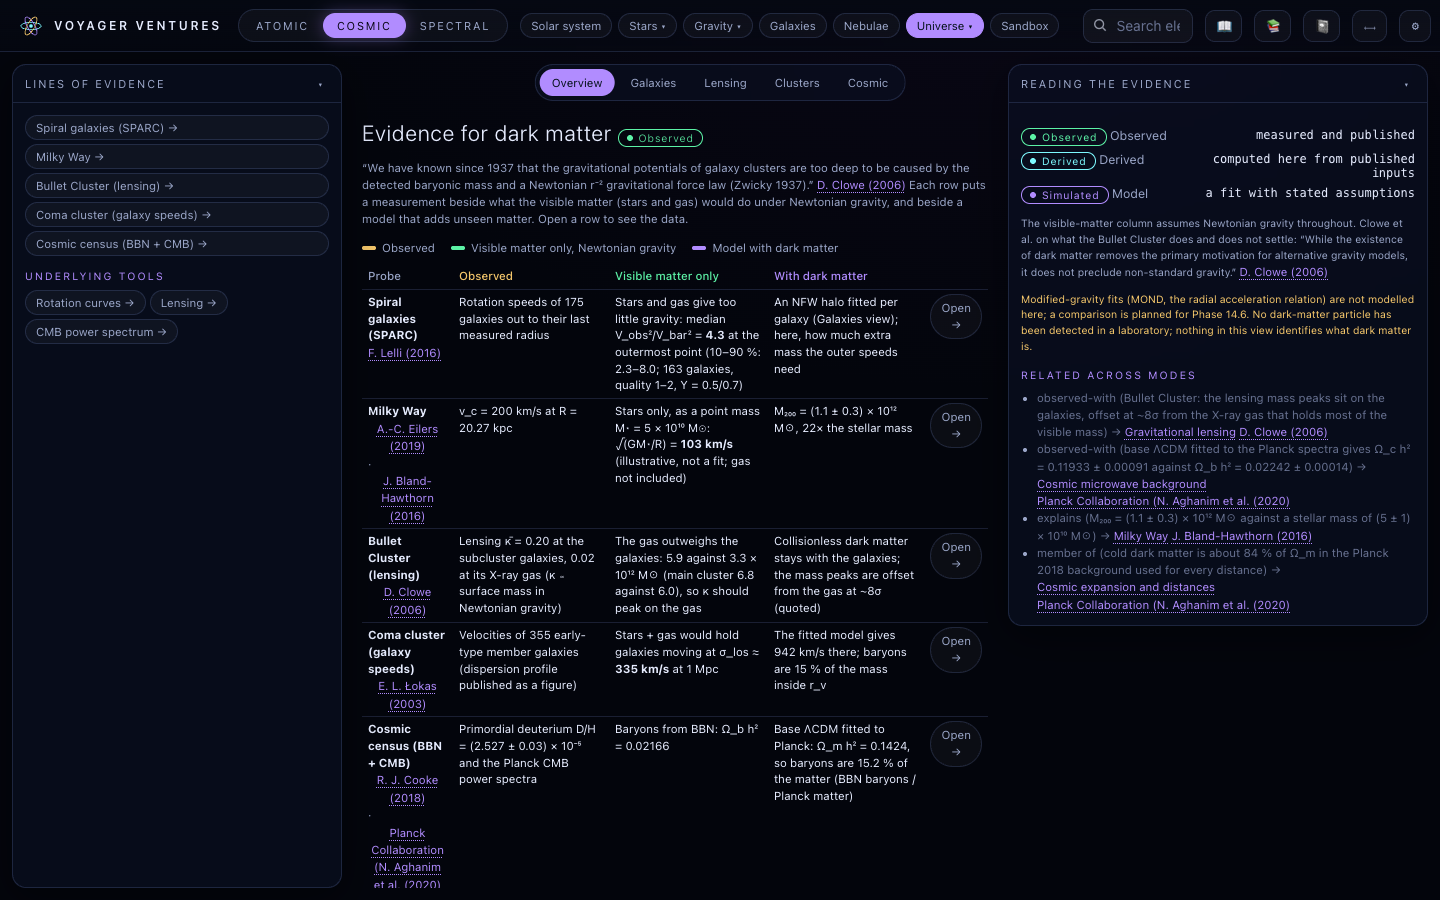 VOYAGER VENTURES
ATOMIC COSMIC SPECTRAL
Solar system Stars ▾ Gravity ▾ Galaxies Nebulae Universe ▾ Sandbox
Search ele
LINES OF EVIDENCE
Spiral galaxies (SPARC) →
Milky Way →
Bullet Cluster (lensing) →
Coma cluster (galaxy speeds) →
Cosmic census (BBN + CMB) →
UNDERLYING TOOLS
Rotation curves → Lensing →
CMB power spectrum →
Overview Galaxies Lensing Clusters Cosmic
Evidence for dark matter Observed
“We have known since 1937 that the gravitational potentials of galaxy clusters are too deep to be caused by the
detected baryonic mass and a Newtonian r⁻² gravitational force law (Zwicky 1937).” D. Clowe (2006) Each row puts
a measurement beside what the visible matter (stars and gas) would do under Newtonian gravity, and beside a
model that adds unseen matter. Open a row to see the data.
Observed Visible matter only, Newtonian gravity Model with dark matter
Probe Observed Visible matter only With dark matter
Spiral
galaxies
(SPARC)
F. Lelli (2016)
Rotation speeds of 175
galaxies out to their last
measured radius
Stars and gas give too
little gravity: median
V_obs²/V_bar² = 4.3 at the
outermost point (10–90 %:
2.3–8.0; 163 galaxies,
quality 1–2, Υ = 0.5/0.7)
An NFW halo fitted per
galaxy (Galaxies view);
here, how much extra
mass the outer speeds
need
Open
→
Milky Way
A.-C. Eilers
(2019)
·
J. Bland-
Hawthorn
(2016)
v_c = 200 km/s at R =
20.27 kpc
Stars only, as a point mass
M⋆ = 5 × 10¹⁰ M☉:
√(GM⋆/R) = 103 km/s
(illustrative, not a fit; gas
not included)
M₂₀₀ = (1.1 ± 0.3) × 10¹²
M☉, 22× the stellar mass
Open
→
Bullet
Cluster
(lensing)
D. Clowe
(2006)
Lensing κ̄ = 0.20 at the
subcluster galaxies, 0.02
at its X-ray gas (κ ₌
surface mass in
Newtonian gravity)
The gas outweighs the
galaxies: 5.9 against 3.3 ×
10¹² M☉ (main cluster 6.8
against 6.0), so κ should
peak on the gas
Collisionless dark matter
stays with the galaxies;
the mass peaks are offset
from the gas at ~8σ
(quoted)
Open
→
Coma cluster
(galaxy
speeds)
E. L. Łokas
(2003)
Velocities of 355 early-
type member galaxies
(dispersion profile
published as a figure)
Stars + gas would hold
galaxies moving at σ_los ≈
335 km/s at 1 Mpc
The fitted model gives
942 km/s there; baryons
are 15 % of the mass
inside r_v
Open
→
Cosmic
census (BBN
+ CMB)
R. J. Cooke
(2018)
·
Planck
Collaboration
(N. Aghanim
et al. (2020)
Primordial deuterium D/H
= (2.527 ± 0.03) × 10⁻⁵
and the Planck CMB
power spectra
Baryons from BBN: Ω_b h²
= 0.02166
Base ΛCDM fitted to
Planck: Ω_m h² = 0.1424,
so baryons are 15.2 % of
the matter (BBN baryons /
Planck matter)
Open
→
READING THE EVIDENCE
Observed Observed measured and published
Derived Derived computed here from published
inputs
Simulated Model a fit with stated assumptions
The visible-matter column assumes Newtonian gravity throughout. Clowe et
al. on what the Bullet Cluster does and does not settle: “While the existence
of dark matter removes the primary motivation for alternative gravity models,
it does not preclude non-standard gravity.” D. Clowe (2006)
Modified-gravity fits (MOND, the radial acceleration relation) are not modelled
here; a comparison is planned for Phase 14.6. No dark-matter particle has
been detected in a laboratory; nothing in this view identifies what dark matter
is.
RELATED ACROSS MODES
observed-with (Bullet Cluster: the lensing mass peaks sit on the
galaxies, offset at ~8σ from the X-ray gas that holds most of the
visible mass) → Gravitational lensing D. Clowe (2006)
observed-with (base ΛCDM fitted to the Planck spectra gives Ω_c h²
= 0.11933 ± 0.00091 against Ω_b h² = 0.02242 ± 0.00014) →
Cosmic microwave background
Planck Collaboration (N. Aghanim et al. (2020)
explains (M₂₀₀ = (1.1 ± 0.3) × 10¹² M☉ against a stellar mass of (5 ± 1)
× 10¹⁰ M☉) → Milky Way J. Bland-Hawthorn (2016)
member of (cold dark matter is about 84 % of Ω_m in the Planck
2018 background used for every distance) →
Cosmic expansion and distances
Planck Collaboration (N. Aghanim et al. (2020)